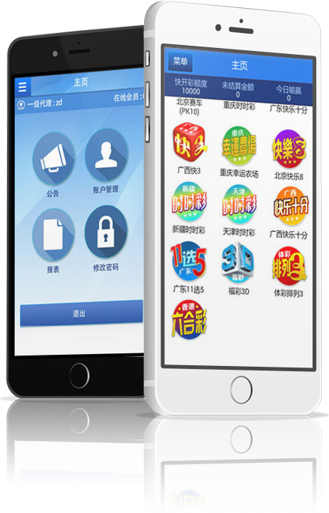 主页
一级代理：zd
在线会员：
公告
账户管理
报表
修改密码
退出
菜单
主页
快开彩额度
10000
未结算金额
0
今日输赢
0
北京赛车
(PK10)
重庆时时彩
广东快乐十分
快3
重庆
幸運農場
快樂8
广西快3
重庆幸运农场
北京快乐8
新疆
时时彩
天津
时时彩
广西
快乐十分
新疆时时彩
天津时时彩
广西快乐十分
11选5
广东
3D
福彩
体彩
排列3
广东11选5
福彩3D
体彩排列3
香港
六合彩